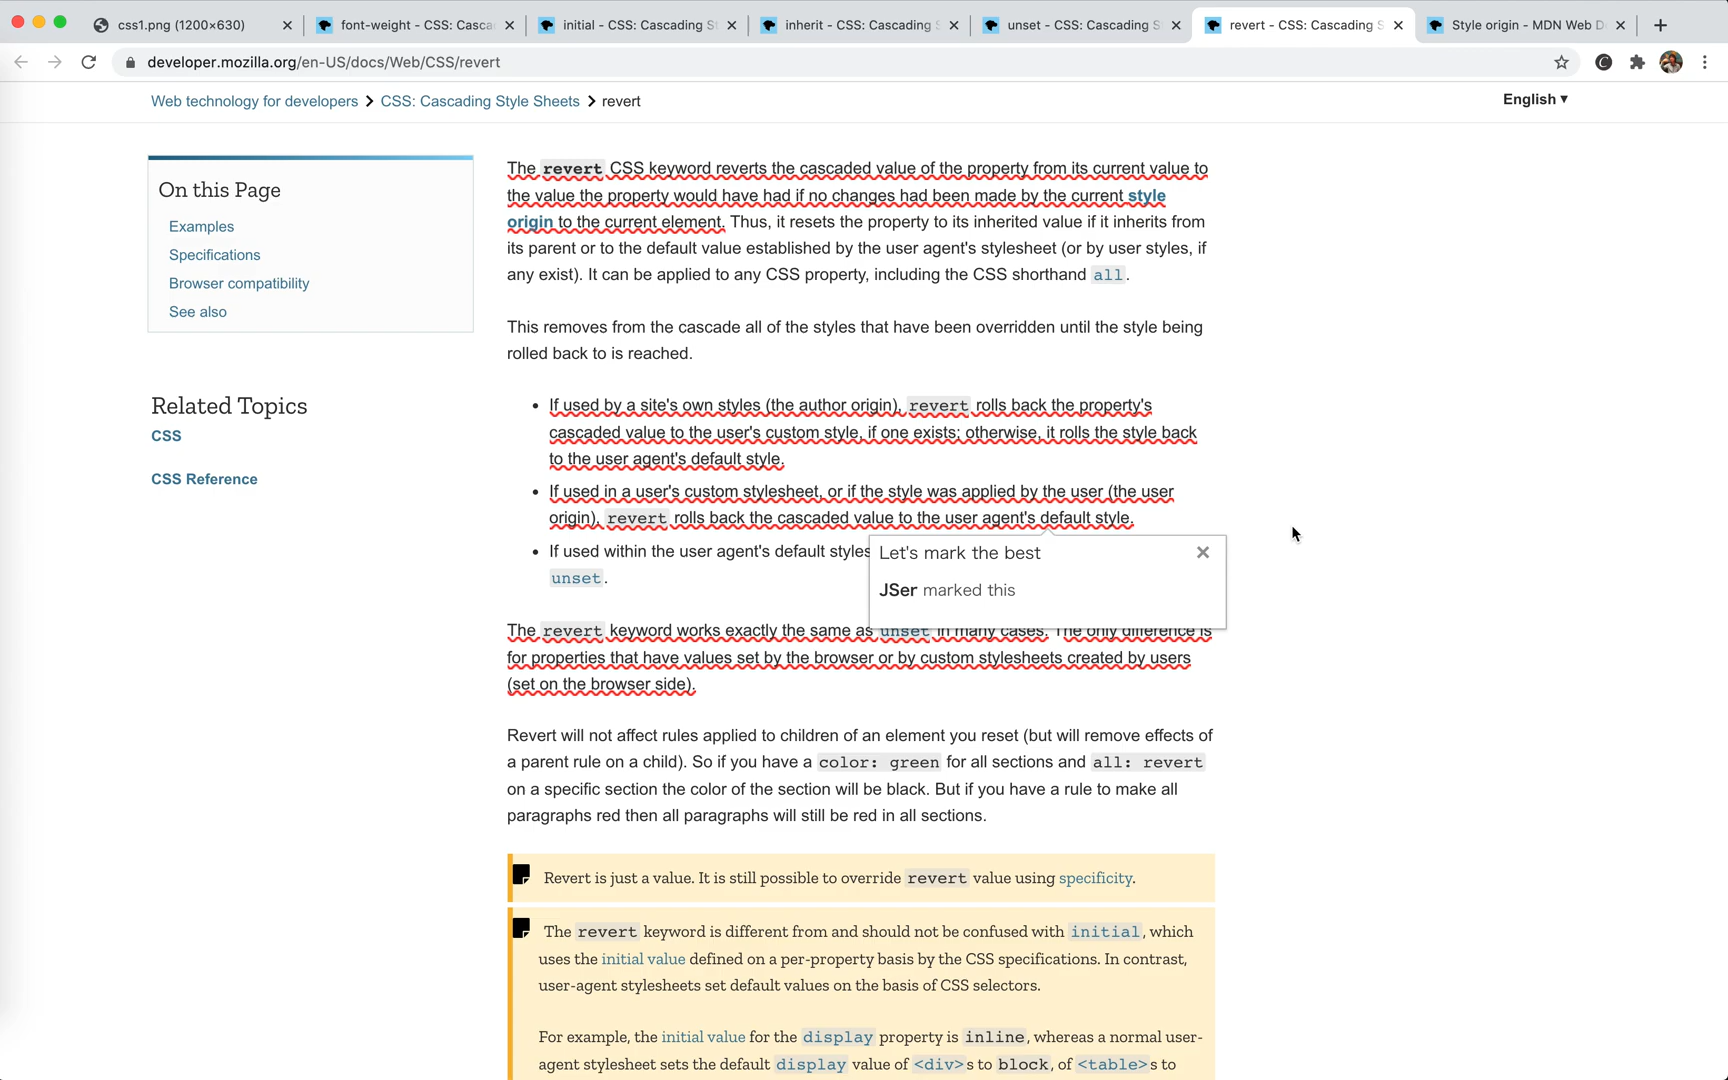 css1.png (1200×630)
font-weight - CSS: Casca
initial - CSS: Cascading S
inherit - CSS: Cascading
unset - CSS: Cascading S
revert - CSS: Cascading S
Style origin - MDN Web D
developer.mozilla.org/en-US/docs/Web/CSS/revert
Web technology for developers > CSS: Cascading Style Sheets > revert
English ▾
On this Page
Examples
Specifications
Browser compatibility
See also
Related Topics
CSS
CSS Reference
The revert CSS keyword reverts the cascaded value of the property from its current value to
the value the property would have had if no changes had been made by the current style
origin to the current element. Thus, it resets the property to its inherited value if it inherits from
its parent or to the default value established by the user agent's stylesheet (or by user styles, if
any exist). It can be applied to any CSS property, including the CSS shorthand all.
This removes from the cascade all of the styles that have been overridden until the style being
rolled back to is reached.
• If used by a site's own styles (the author origin), revert rolls back the property's
cascaded value to the user's custom style, if one exists; otherwise, it rolls the style back
to the user agent's default style.
• If used in a user's custom stylesheet, or if the style was applied by the user (the user
origin), revert rolls back the cascaded value to the user agent's default style.
• If used within the user agent's default styles
unset.
Let's mark the best
JSer marked this
The revert keyword works exactly the same as unset in many cases. The only difference is
for properties that have values set by the browser or by custom stylesheets created by users
(set on the browser side).
Revert will not affect rules applied to children of an element you reset (but will remove effects of
a parent rule on a child). So if you have a color: green for all sections and all: revert
on a specific section the color of the section will be black. But if you have a rule to make all
paragraphs red then all paragraphs will still be red in all sections.
Revert is just a value. It is still possible to override revert value using specificity.
The revert keyword is different from and should not be confused with initial, which
uses the initial value defined on a per-property basis by the CSS specifications. In contrast,
user-agent stylesheets set default values on the basis of CSS selectors.
For example, the initial value for the display property is inline, whereas a normal user-
agent stylesheet sets the default display value of <div>s to block, of <table>s to